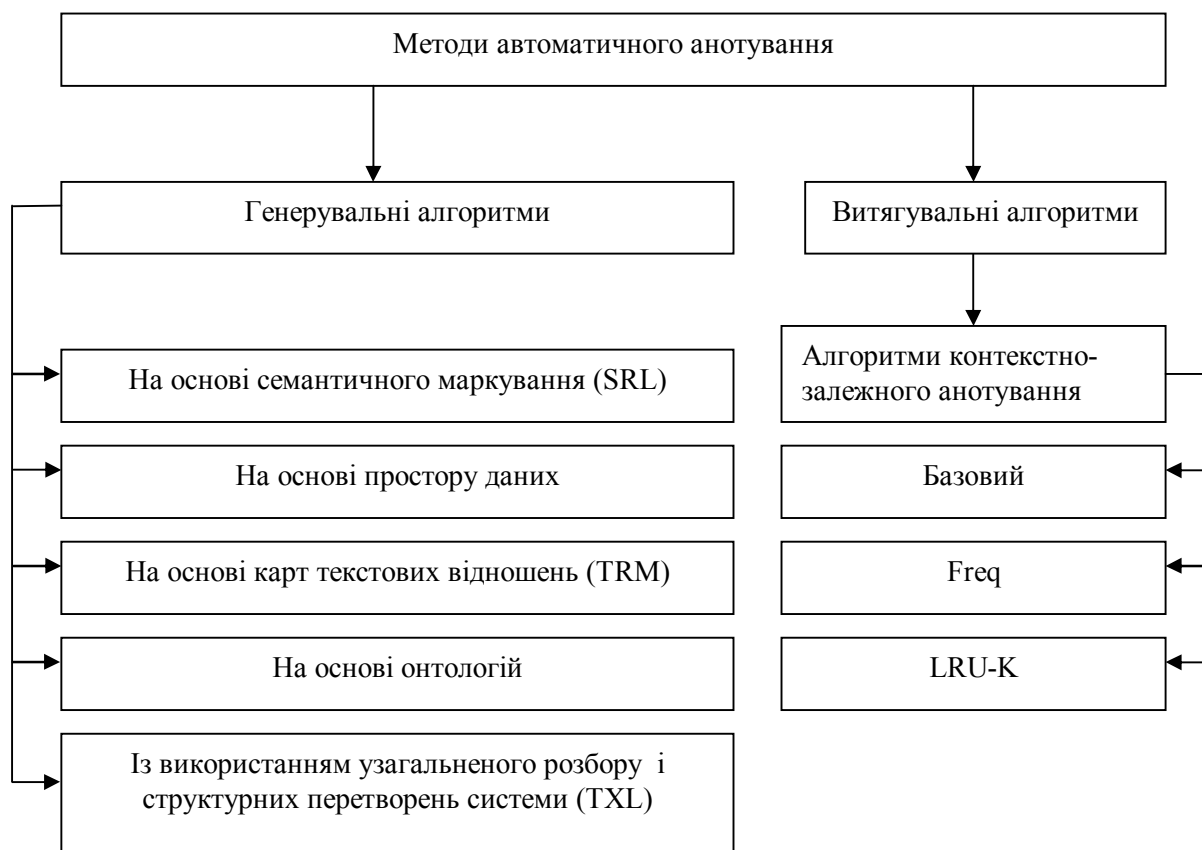 Методи автоматичного анотування
Генерувальні алгоритми
Витягувальні алгоритми
Алгоритми контекстно-
залежного анотування
На основі семантичного маркування (SRL)
На основі простору даних
Базовий
На основі карт текстових відношень (TRM)
Freq
На основі онтологій
LRU-K
Із використанням узагальненого розбору і
структурних перетворень системи (TXL)